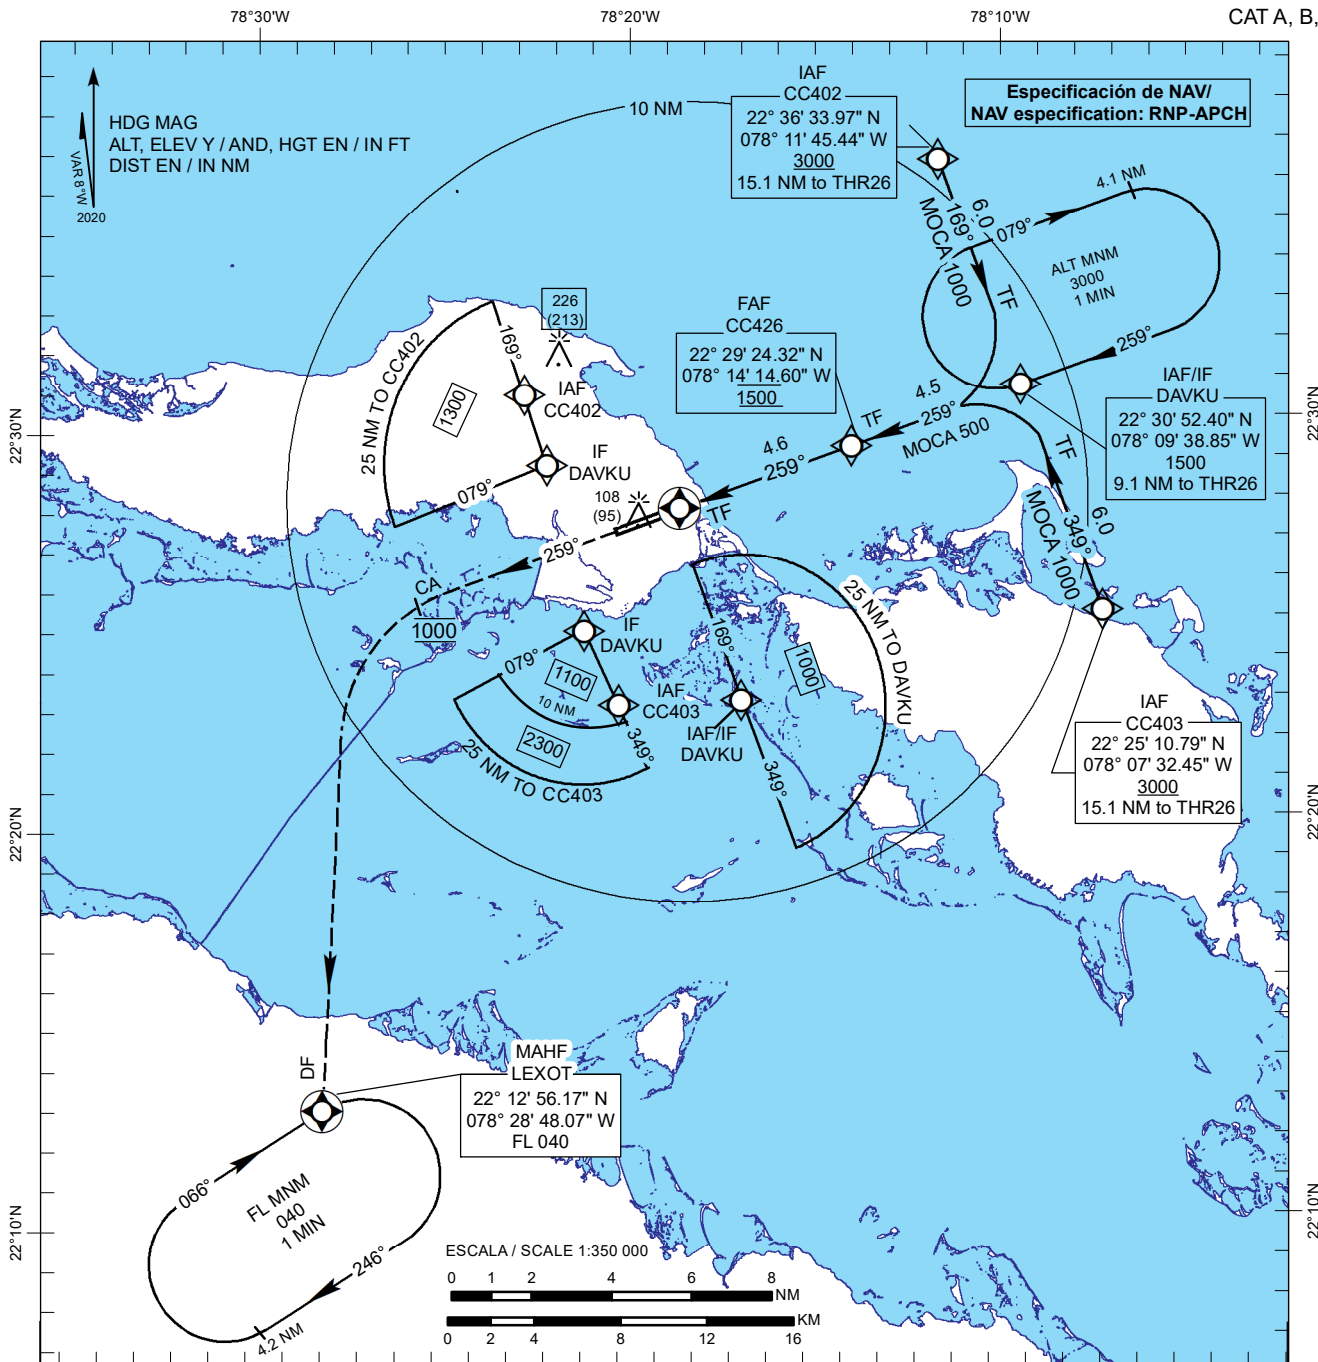 78°30'W
78°20'W
78°10'W
CAT A, B,
VAR 8°W
2020
HDG MAG
ALT, ELEV Y / AND, HGT EN / IN FT
DIST EN / IN NM
10 NM
IAF
CC402
22° 36' 33.97" N
078° 11' 45.44" W
3000
15.1 NM to THR26
Especificación de NAV/
NAV especification: RNP-APCH
169°
6.0
MOCA 1000
TF
079°
4.1 NM
ALT MNM
3000
1 MIN
259°
IAF/IF
DAVKU
22° 30' 52.40" N
078° 09' 38.85" W
1500
9.1 NM to THR26
FAF
CC426
22° 29' 24.32" N
078° 14' 14.60" W
1500
TF
4.5
259°
MOCA 500
4.6
259°
TF
TF
349°
6.0
MOCA 1000
IAF
CC403
22° 25' 10.79" N
078° 07' 32.45" W
3000
15.1 NM to THR26
226
(213)
25 NM TO CC402
169°
1300
IAF
CC402
IF
DAVKU
079°
108
(95)
259°
CA
1000
IF
DAVKU
079°
1100
10 NM
IAF
CC403
349°
2300
25 NM TO CC403
169°
1000
25 NM TO DAVKU
IAF/IF
DAVKU
349°
22°30'N
22°30'N
22°20'N
22°20'N
22°10'N
22°10'N
DF
MAHF
LEXOT
22° 12' 56.17" N
078° 28' 48.07" W
FL 040
066°
FL MNM
040
1 MIN
246°
4.2 NM
ESCALA / SCALE 1:350 000
0 1 2 4 6 8
NM
KM
0 2 4 8 12 16